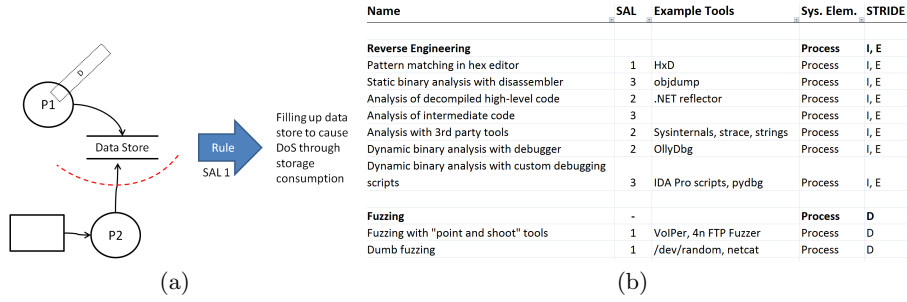 D
P1
Data Store
P2
Rule
SAL 1
Filling up data
store to cause
DoS through
storage
consumption
(a)
Name SAL Example Tools Sys. Elem. STRIDE
Reverse Engineering Process I, E
Pattern matching in hex editor 1 HxD Process I, E
Static binary analysis with disassembler 3 objdump Process I, E
Analysis of decompiled high-level code 2 .NET reflector Process I, E
Analysis of intermediate code 3 Process I, E
Analysis with 3rd party tools 2 Sysinternals, strace, strings Process I, E
Dynamic binary analysis with debugger 2 OllyDbg Process I, E
Dynamic binary analysis with custom debugging
scripts 3 IDA Pro scripts, pydbg Process I, E
Fuzzing - Process D
Fuzzing with "point and shoot" tools 1 VoIPer, 4n FTP Fuzzer Process D
Dumb fuzzing 1 /dev/random, netcat Process D
(b)